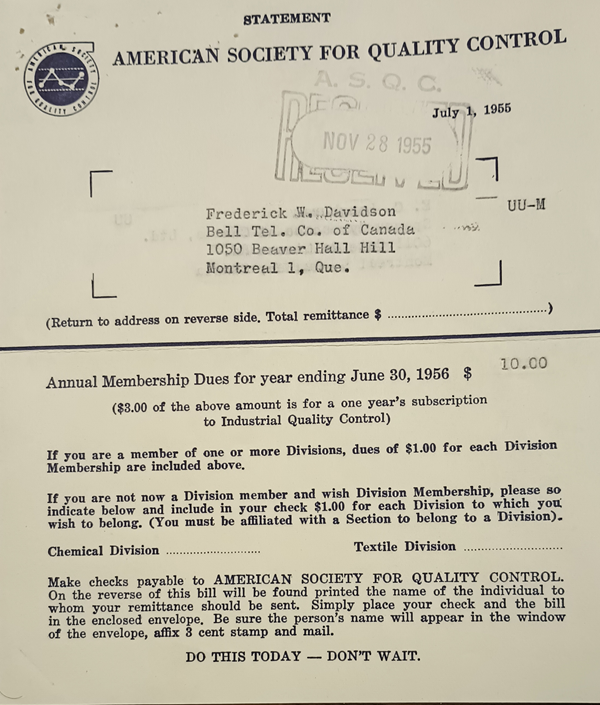 STATEMENT
AMERICAN SOCIETY FOR QUALITY CONTROL
AMERICAN SOCIETY FOR QUALITY CONTROL
A. S. Q. C.
July 1, 1955
NOV 28 1955
RECEIVED
UU-M
Frederick W. Davidson
Bell Tel. Co. of Canada
1050 Beaver Hall Hill
Montreal 1, Que.
(Return to address on reverse side. Total remittance $ ............................................)
Annual Membership Dues for year ending June 30, 1956 $ 10.00
($3.00 of the above amount is for a one year's subscription
to Industrial Quality Control)
If you are a member of one or more Divisions, dues of $1.00 for each Division
Membership are included above.
If you are not now a Division member and wish Division Membership, please so
indicate below and include in your check $1.00 for each Division to which you
wish to belong. (You must be affiliated with a Section to belong to a Division).
Chemical Division ......................... Textile Division ..........................
Make checks payable to AMERICAN SOCIETY FOR QUALITY CONTROL.
On the reverse of this bill will be found printed the name of the individual to
whom your remittance should be sent. Simply place your check and the bill
in the enclosed envelope. Be sure the person's name will appear in the window
of the envelope, affix 3 cent stamp and mail.
DO THIS TODAY — DON'T WAIT.